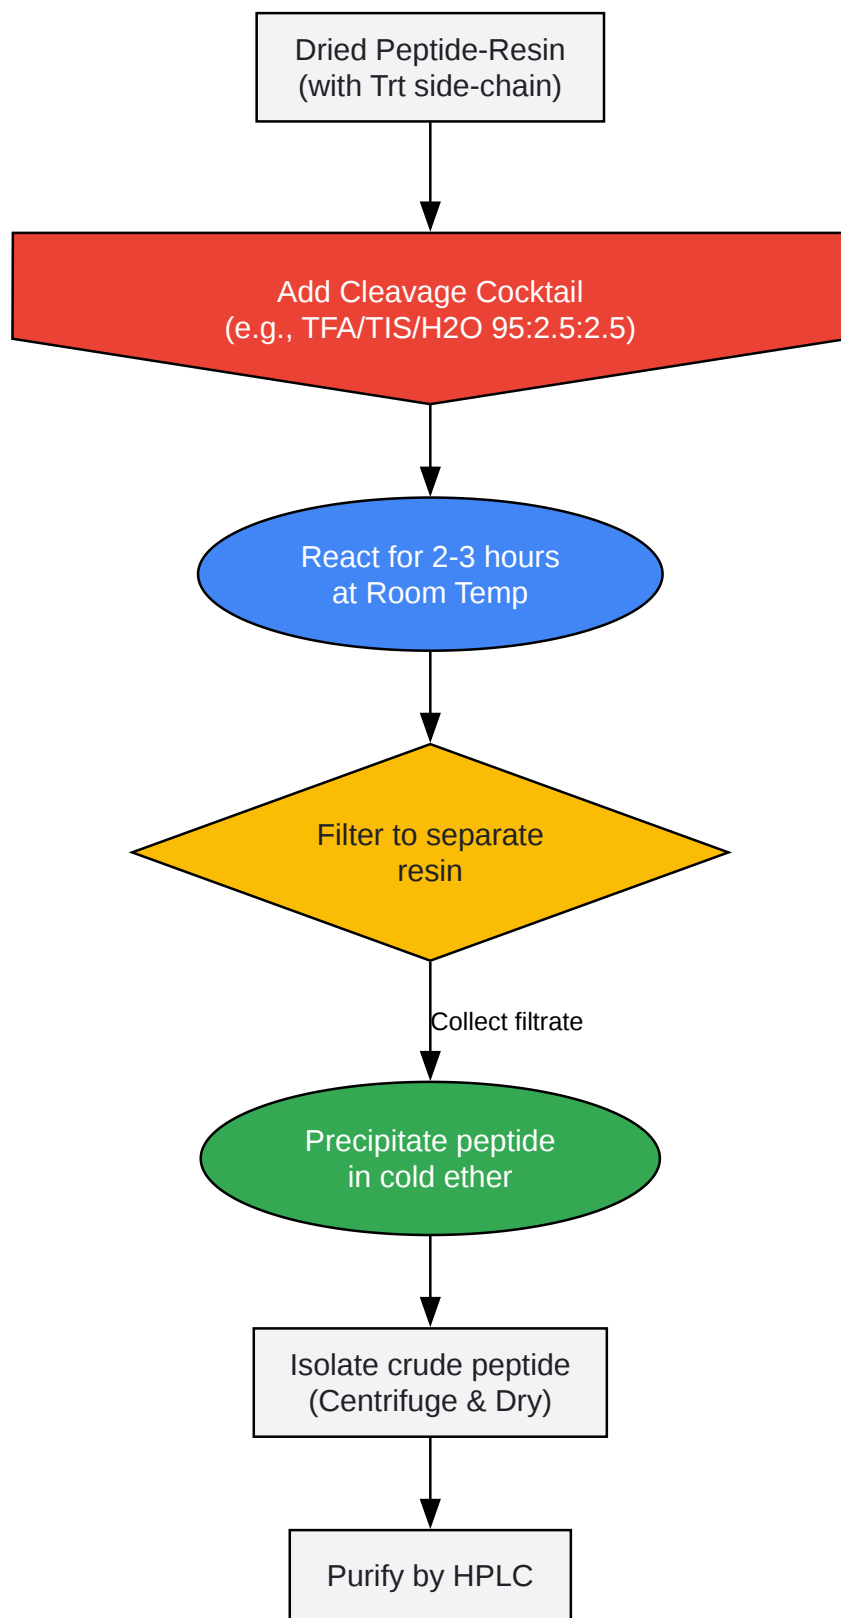 Dried Peptide-Resin
(with Trt side-chain)
Add Cleavage Cocktail
(e.g., TFA/TIS/H2O 95:2.5:2.5)
React for 2-3 hours
at Room Temp
Filter to separate
resin
Collect filtrate
Precipitate peptide
in cold ether
Isolate crude peptide
(Centrifuge & Dry)
Purify by HPLC